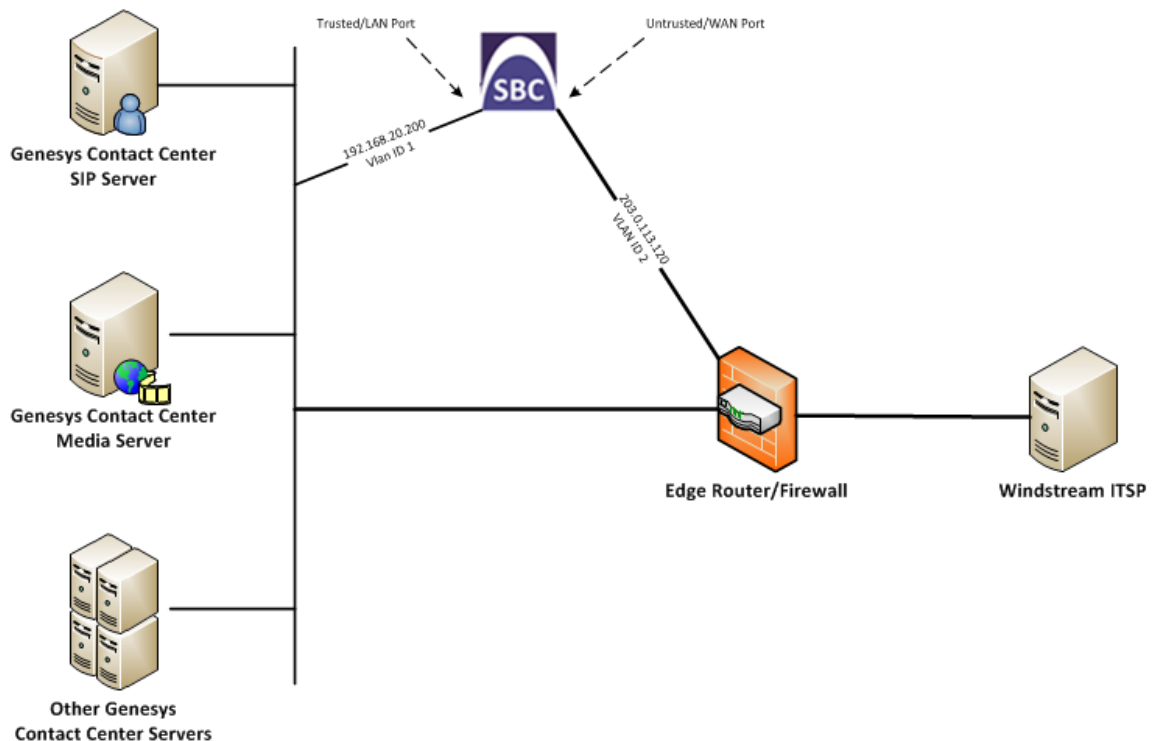 Trusted/LAN Port
Untrusted/WAN Port
SBC
192.168.20.200
Vlan ID 1
203.0.113.120
VLAN ID 2
Genesys Contact Center
SIP Server
Genesys Contact Center
Media Server
Edge Router/Firewall
Windstream ITSP
Other Genesys
Contact Center Servers